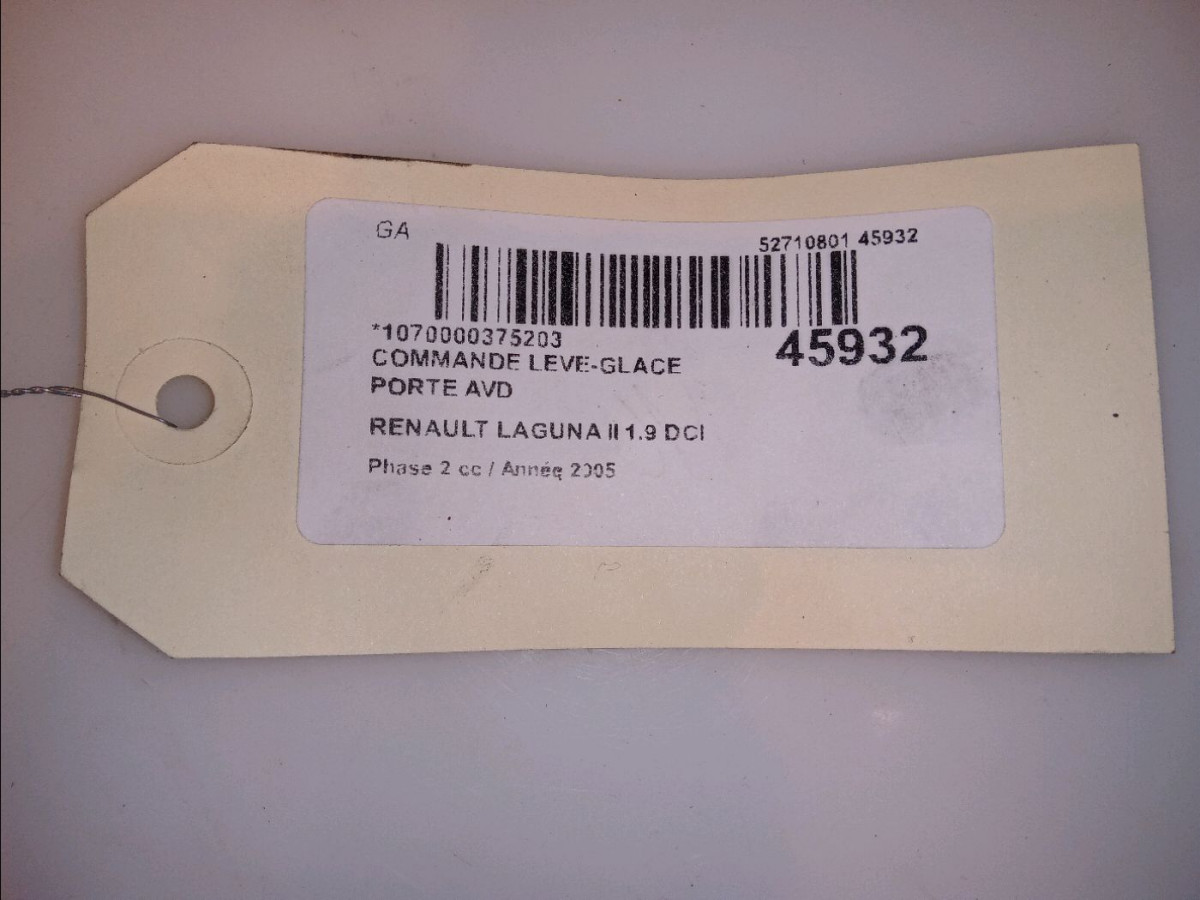 GA
52710801 45932
*1070000375203
45932
COMMANDE LEVE-GLACE
PORTE AVD
RENAULT LAGUNA II 1.9 DCI
Phase 2 cc / Année 2005